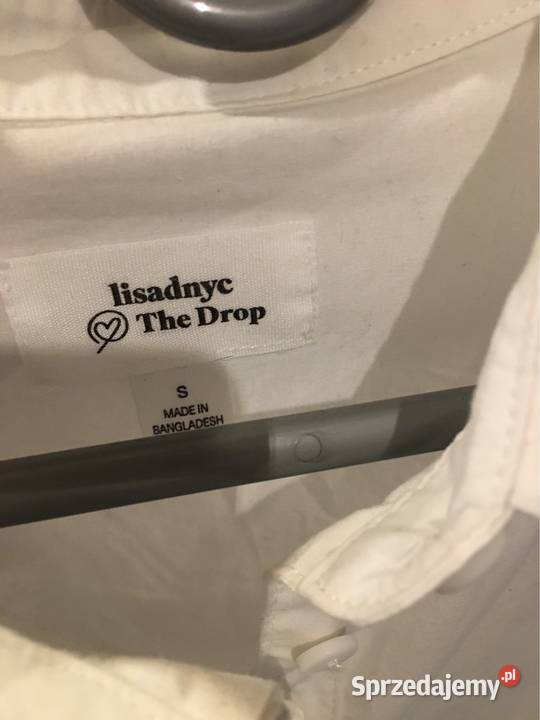 lisadnyc
The Drop
S
MADE IN
BANGLADESH
Sprzedajemy.pl